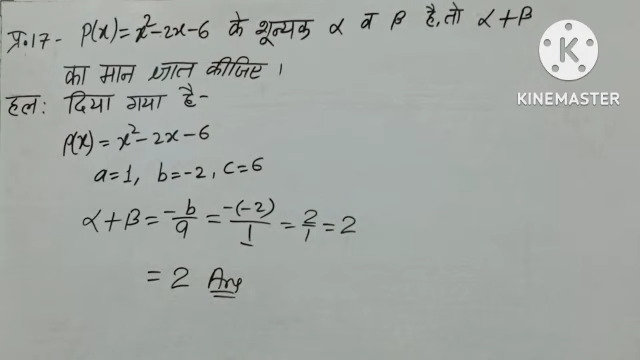 प्र.17- P(x) = x²-2x-6 के शून्यक α व β है, तो α+β
का मान ज्ञात कीजिए।
हल: दिया गया है-
P(x) = x²-2x-6
a=1, b=-2, c=6
α+β = -b/a = -(-2)/1 = 2/1 = 2
= 2 Ans
KINEMASTER